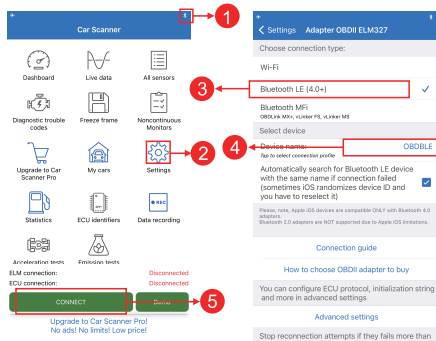 1
Car Scanner
Dashboard
Live data
All sensors
Diagnostic trouble
codes
Freeze frame
Noncontinuous
Monitors
2
Upgrade to Car
Scanner Pro
My cars
Settings
REC
Statistics
ECU identifiers
Data recording
Acceleration tests
Emission tests
ELM connection:
Disconnected
ECU connection:
Disconnected
CONNECT
Demo
5
Upgrade to Car Scanner Pro!
No ads! No limits! Low price!
Settings
Adapter OBDII ELM327
Choose connection type:
Wi-Fi
3
Bluetooth LE (4.0+)
Bluetooth MFi
OBDLink MX+, vLinker FS, vLinker MS
Select device
4
Device name:
OBDBLE
Tap to select connection profile
Automatically search for Bluetooth LE device
with the same name if connection failed
(sometimes iOS randomizes device ID and
you have to reselect it)
Please, note, Apple iOS devices are compatible ONLY with Bluetooth 4.0
adapters.
Bluetooth 2.0 adapters are NOT supported due to Apple iOS limitations.
Connection guide
How to choose OBDII adapter to buy
You can configure ECU protocol, initialization string
and more in advanced settings
Advanced settings
Stop reconnection attempts if they fails more than